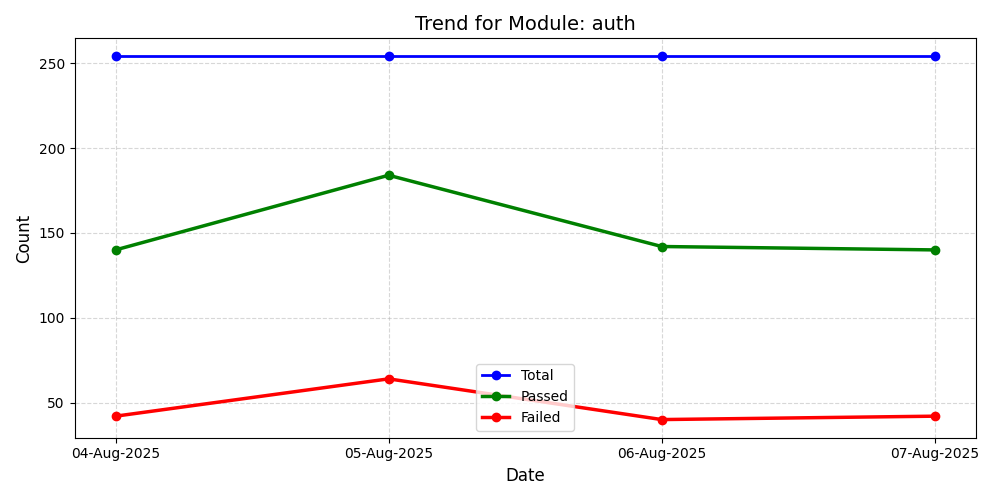 Trend for Module: auth
250
200
150
100
50
Count
Total
Passed
Failed
04-Aug-2025 05-Aug-2025 06-Aug-2025 07-Aug-2025
Date